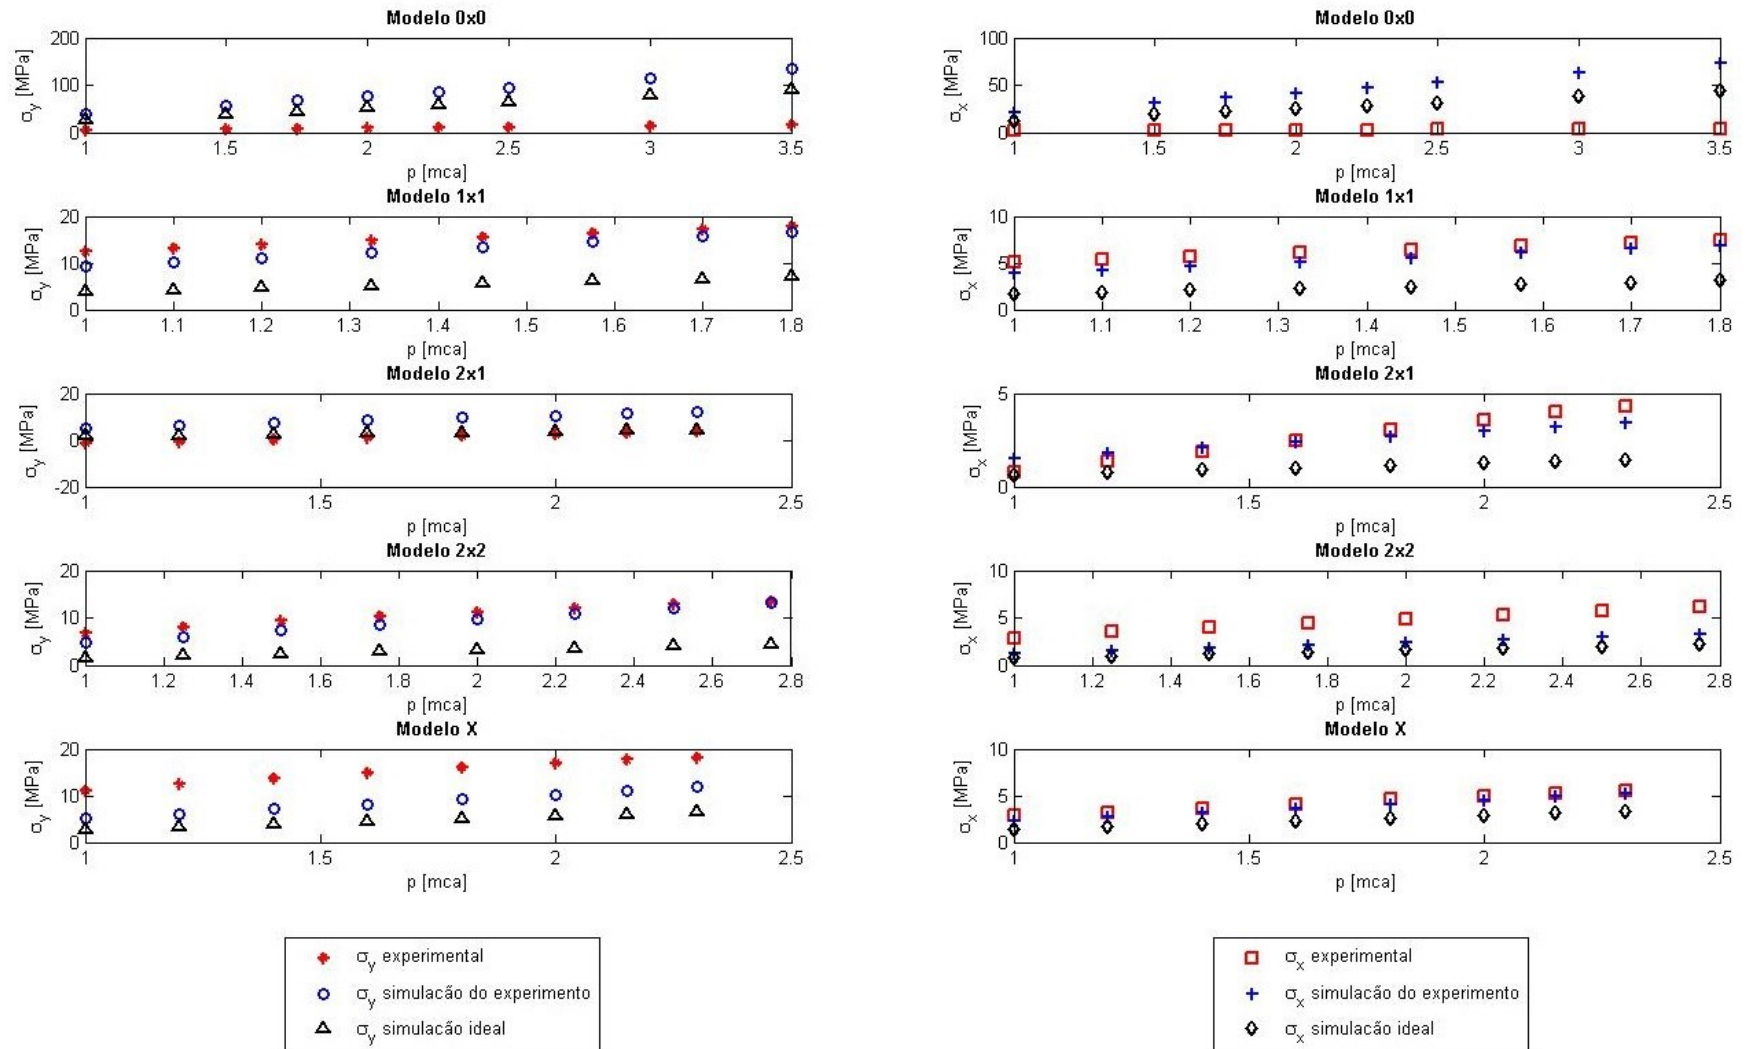 Modelo 0x0
200
100
0
σy [MPa]
1 1.5 2 2.5 3 3.5
p [mca]
Modelo 1x1
20
10
0
σy [MPa]
1 1.1 1.2 1.3 1.4 1.5 1.6 1.7 1.8
p [mca]
Modelo 2x1
20
0
-20
σy [MPa]
1 1.5 2 2.5
p [mca]
Modelo 2x2
20
10
0
σy [MPa]
1 1.2 1.4 1.6 1.8 2 2.2 2.4 2.6 2.8
p [mca]
Modelo X
20
10
0
σy [MPa]
1 1.5 2 2.5
p [mca]
σy experimental
σy simulacão do experimento
σy simulacão ideal
Modelo 0x0
100
50
0
σx [MPa]
1 1.5 2 2.5 3 3.5
p [mca]
Modelo 1x1
10
5
0
σx [MPa]
1 1.1 1.2 1.3 1.4 1.5 1.6 1.7 1.8
p [mca]
Modelo 2x1
5
0
σx [MPa]
1 1.5 2 2.5
p [mca]
Modelo 2x2
10
5
0
σx [MPa]
1 1.2 1.4 1.6 1.8 2 2.2 2.4 2.6 2.8
p [mca]
Modelo X
10
5
0
σx [MPa]
1 1.5 2 2.5
p [mca]
σx experimental
σx simulacão do experimento
σx simulacão ideal